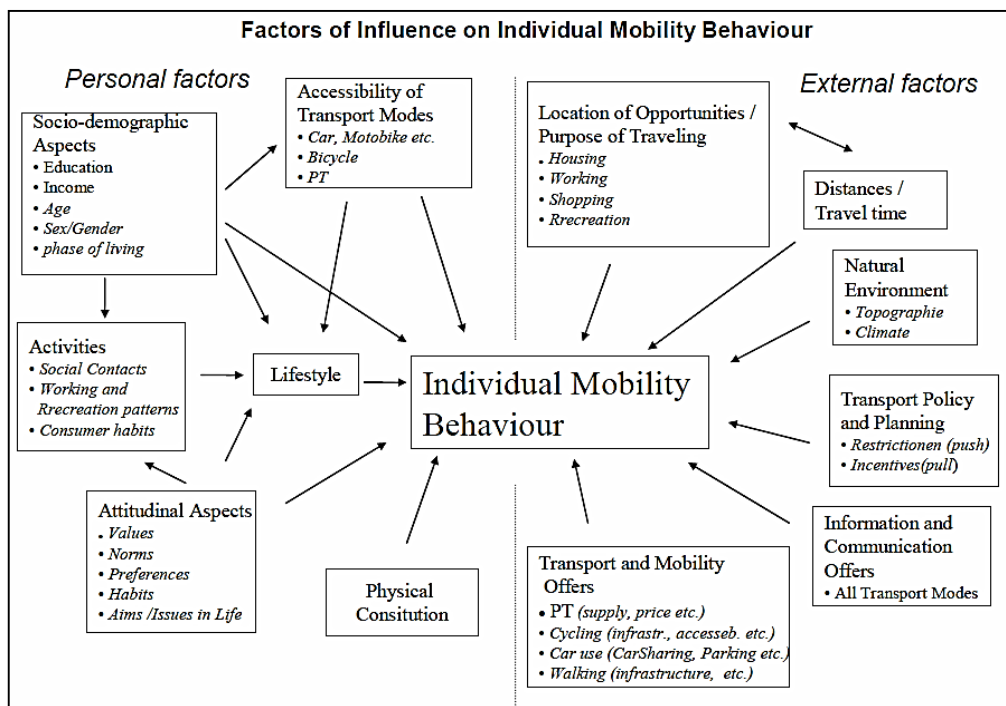 Factors of Influence on Individual Mobility Behaviour
Personal factors
External factors
Socio-demographic
Aspects
• Education
• Income
• Age
• Sex/Gender
• phase of living
Accessibility of
Transport Modes
• Car, Motobike etc.
• Bicycle
• PT
Location of Opportunities /
Purpose of Traveling
• Housing
• Working
• Shopping
• Rrecreation
Distances /
Travel time
Natural
Environment
• Topographie
• Climate
Activities
• Social Contacts
• Working and
Rrecreation patterns
• Consumer habits
Lifestyle
Individual Mobility
Behaviour
Transport Policy
and Planning
• Restrictionen (push)
• Incentives(pull)
Attitudinal Aspects
• Values
• Norms
• Preferences
• Habits
• Aims /Issues in Life
Physical
Consitution
Transport and Mobility
Offers
• PT (supply, price etc.)
• Cycling (infrastr., accesseb. etc.)
• Car use (CarSharing, Parking etc.)
• Walking (infrastructure, etc.)
Information and
Communication
Offers
• All Transport Modes